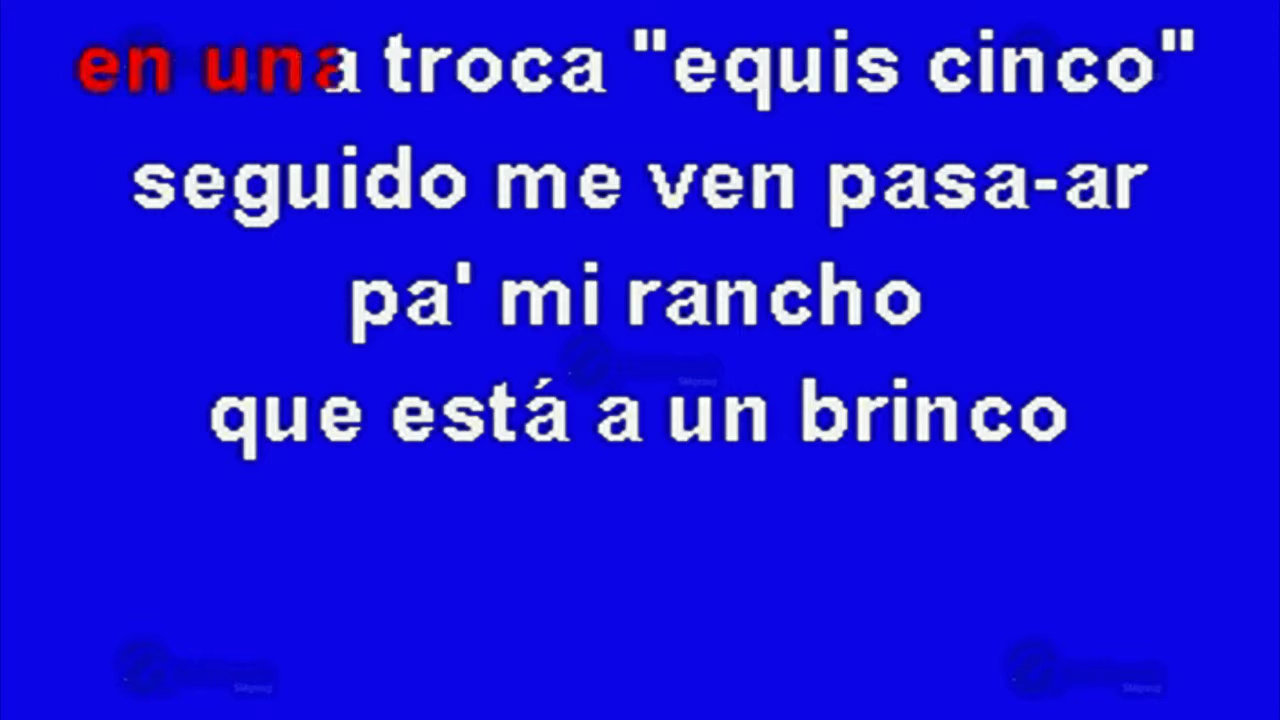 en una troca "equis cinco"
seguido me ven pasa-ar
pa' mi rancho
que está a un brinco